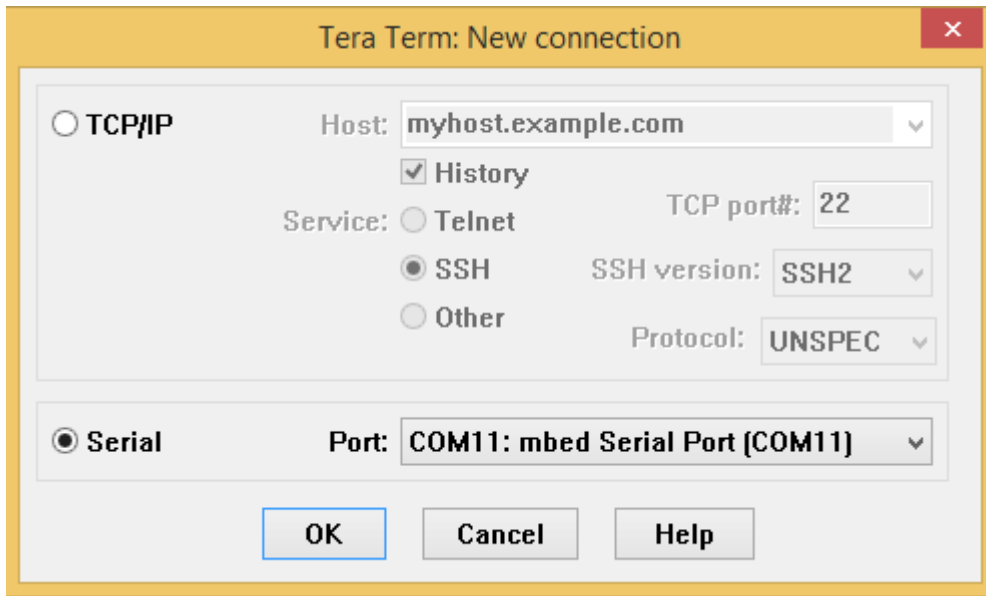 Tera Term: New connection
TCP/IP
Host: myhost.example.com
History
Service: Telnet
TCP port#: 22
SSH
SSH version: SSH2
Other
Protocol: UNSPEC
Serial
Port: COM11: mbed Serial Port (COM11)
OK Cancel Help